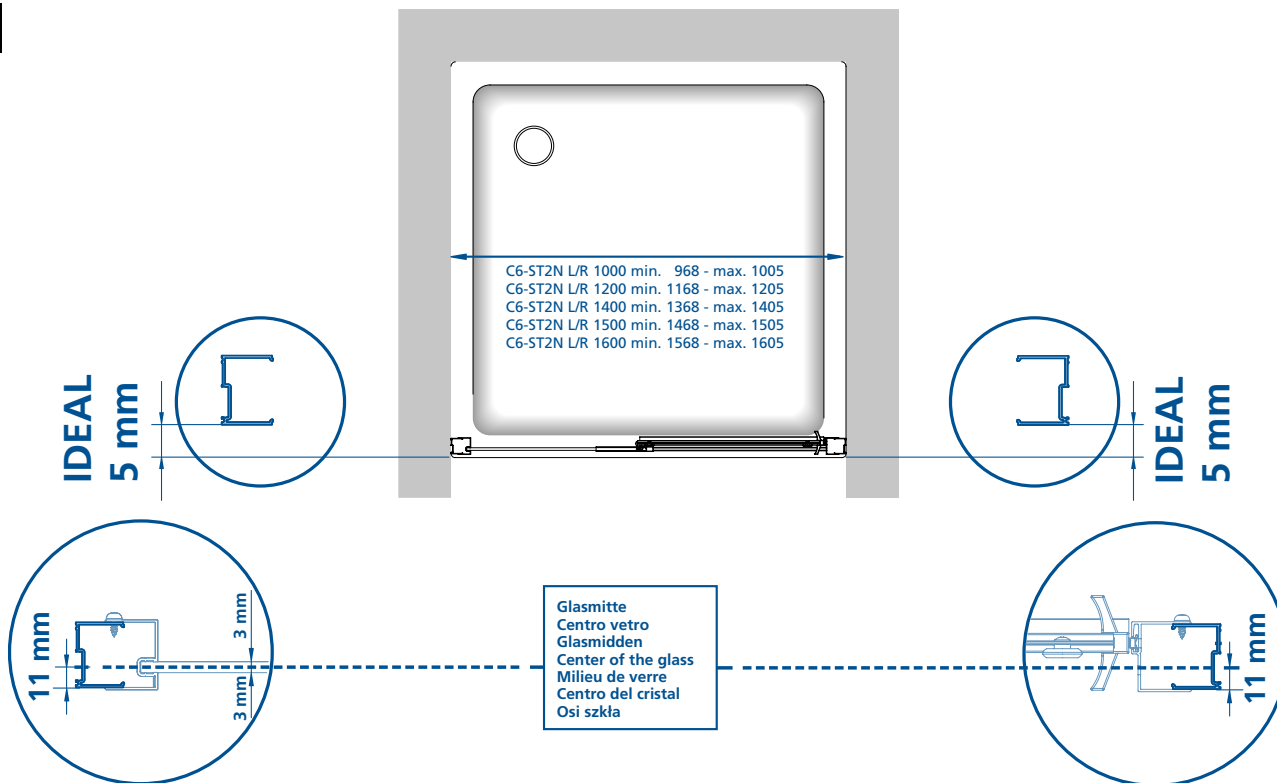 C6-ST2N L/R 1000 min. 968 - max. 1005
C6-ST2N L/R 1200 min. 1168 - max. 1205
C6-ST2N L/R 1400 min. 1368 - max. 1405
C6-ST2N L/R 1500 min. 1468 - max. 1505
C6-ST2N L/R 1600 min. 1568 - max. 1605
IDEAL
5 mm
IDEAL
5 mm
11 mm
3 mm
3 mm
Glasmitte
Centro vetro
Glasmidden
Center of the glass
Milieu de verre
Centro del cristal
Osi szkła
11 mm